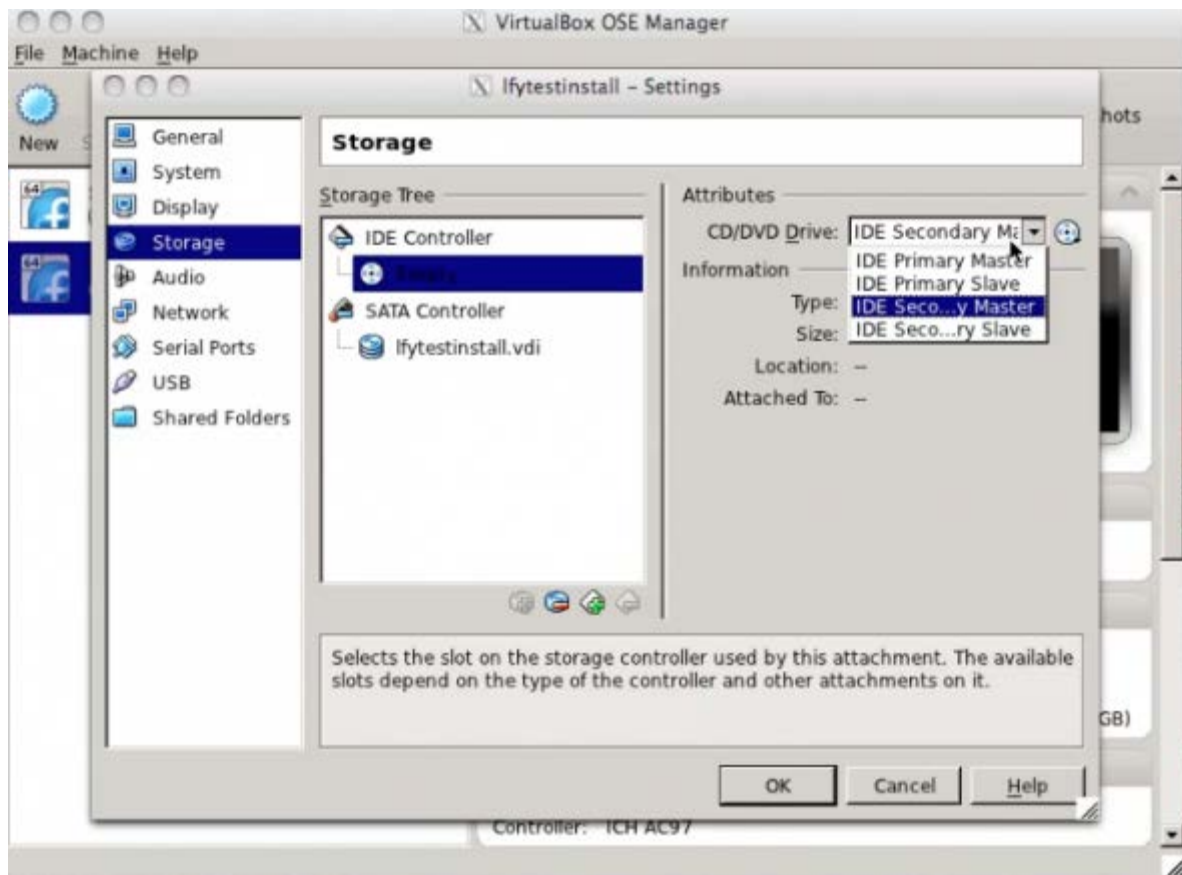 VirtualBox OSE Manager
File Machine Help
lfytestinstall – Settings
New
hots
64
64
General
System
Display
Storage
Audio
Network
Serial Ports
USB
Shared Folders
Storage
Storage Tree
IDE Controller
Empty
SATA Controller
lfytestinstall.vdi
Attributes
CD/DVD Drive: IDE Secondary Ma
IDE Primary Master
IDE Primary Slave
IDE Seco...y Master
IDE Seco...ry Slave
Information
Type:
Size:
Location: --
Attached To: --
Selects the slot on the storage controller used by this attachment. The available
slots depend on the type of the controller and other attachments on it.
GB)
OK Cancel Help
Controller: ICH AC97